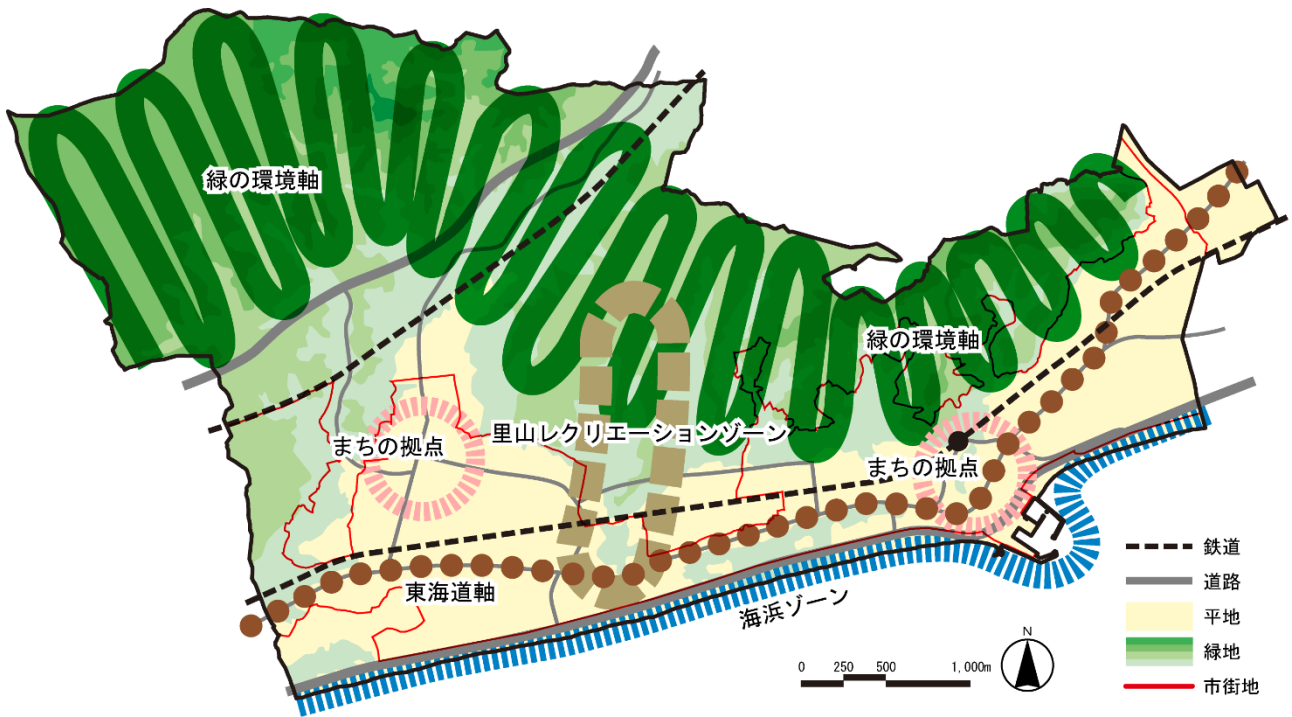 緑の環境軸
緑の環境軸
まちの拠点
里山レクリエーションゾーン
まちの拠点
東海道軸
海浜ゾーン
鉄道
道路
平地
緑地
市街地
N
0 250 500 1,000m